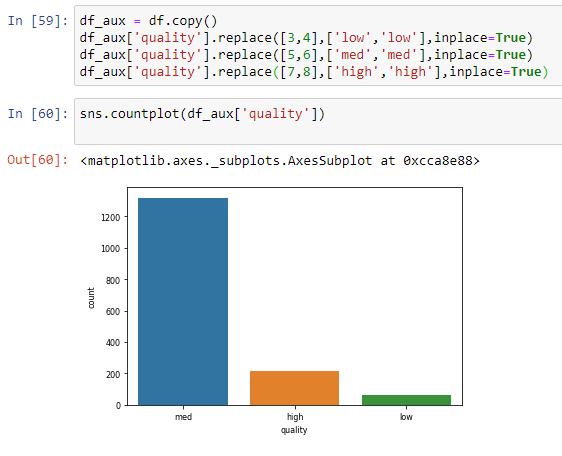 In [59]: df_aux = df.copy()
df_aux['quality'].replace([3,4],['low','low'],inplace=True)
df_aux['quality'].replace([5,6],['med','med'],inplace=True)
df_aux['quality'].replace([7,8],['high','high'],inplace=True)
In [60]: sns.countplot(df_aux['quality'])
Out[60]: <matplotlib.axes._subplots.AxesSubplot at 0xcca8e88>
1200
1000
800
600
400
200
0
count
med high low
quality